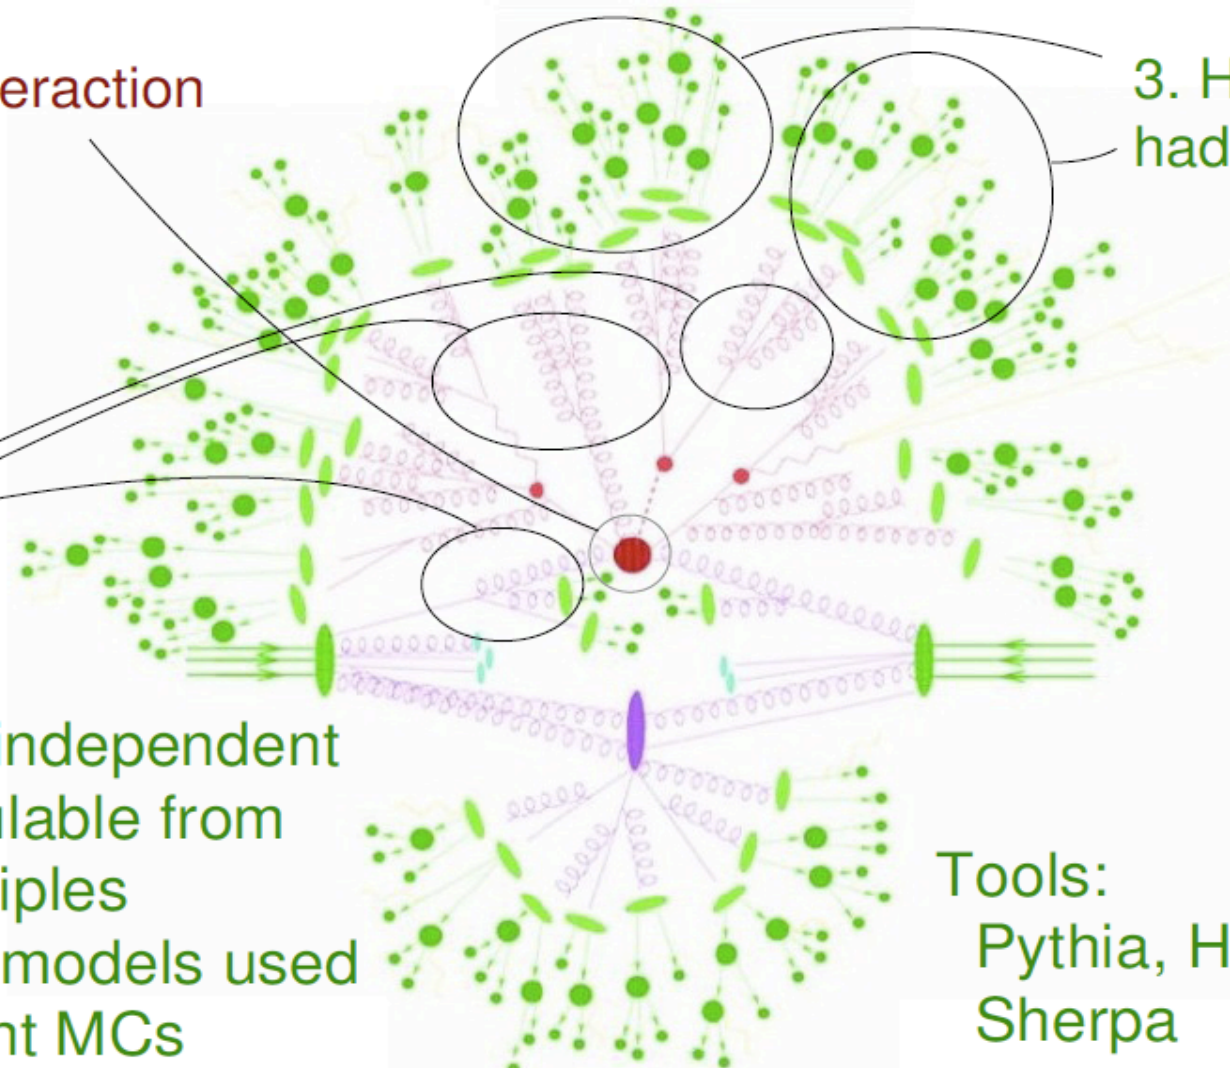 eraction
3. H
had
independent
ulable from
iples
models used
nt MCs
Tools:
Pythia, H
Sherpa